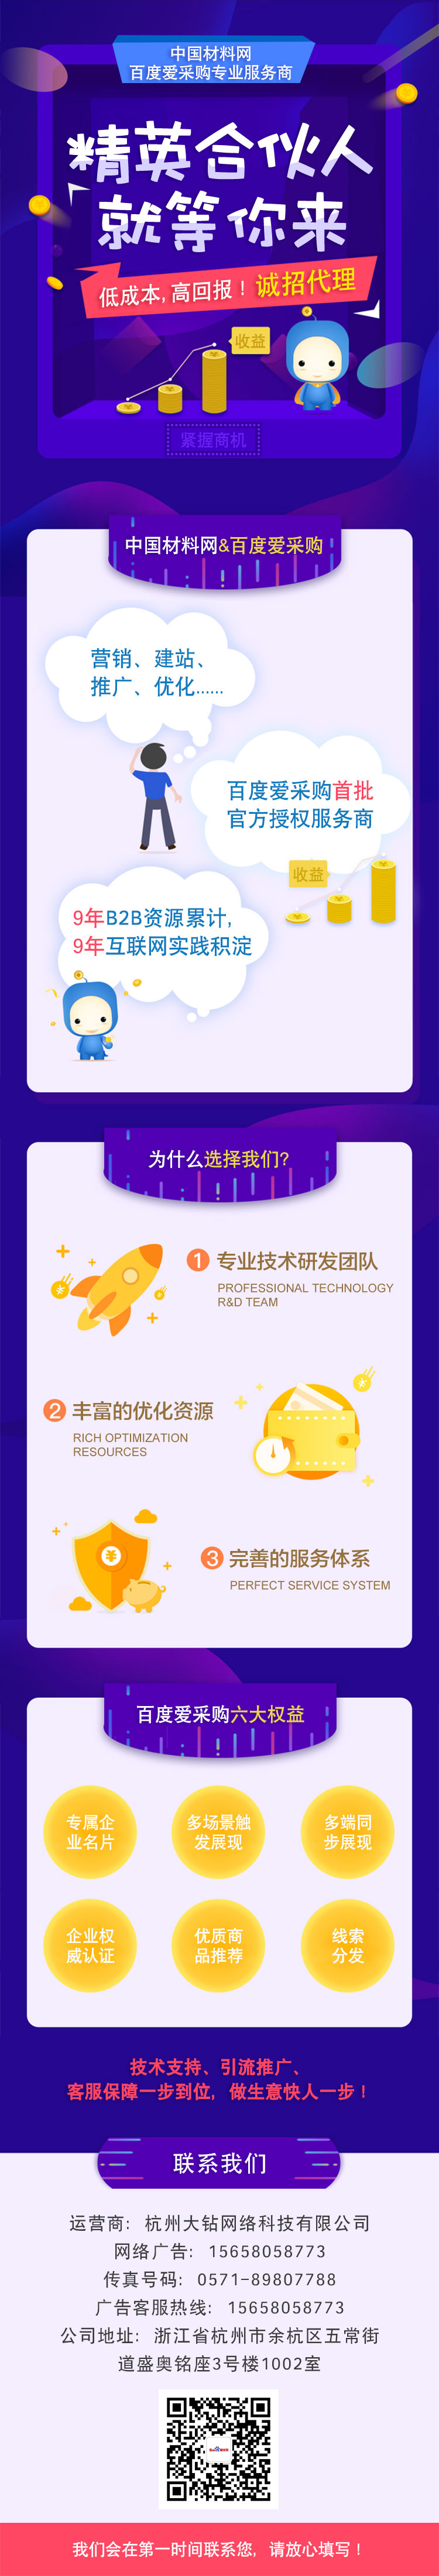 中国材料网
百度爱采购专业服务商
精英合伙人
就等你来
低成本,高回报！诚招代理
收益
紧握商机
中国材料网&百度爱采购
营销、建站、
推广、优化......
百度爱采购首批
官方授权服务商
收益
9年B2B资源累计,
9年互联网实践积淀
为什么选择我们?
1 专业技术研发团队
PROFESSIONAL TECHNOLOGY
R&D TEAM
2 丰富的优化资源
RICH OPTIMIZATION
RESOURCES
3 完善的服务体系
PERFECT SERVICE SYSTEM
百度爱采购六大权益
专属企
业名片
多场景触
发展现
多端同
步展现
企业权
威认证
优质商
品推荐
线索
分发
技术支持、引流推广、
客服保障一步到位，做生意快人一步！
联系我们
运营商：杭州大钻网络科技有限公司
网络广告：15658058773
传真号码：0571-89807788
广告客服热线：15658058773
公司地址：浙江省杭州市余杭区五常街
道盛奥铭座3号楼1002室
我们会在第一时间联系您，请放心填写！